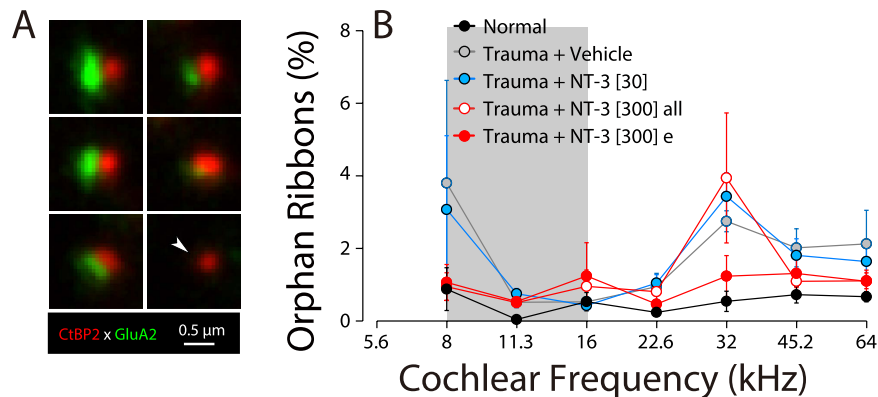 A
CtBP2 x GluA2 0.5 µm
B
Orphan Ribbons (%)
8
6
4
2
0
Normal
Trauma + Vehicle
Trauma + NT-3 [30]
Trauma + NT-3 [300] all
Trauma + NT-3 [300] e
5.6 8 11.3 16 22.6 32 45.2 64
Cochlear Frequency (kHz)